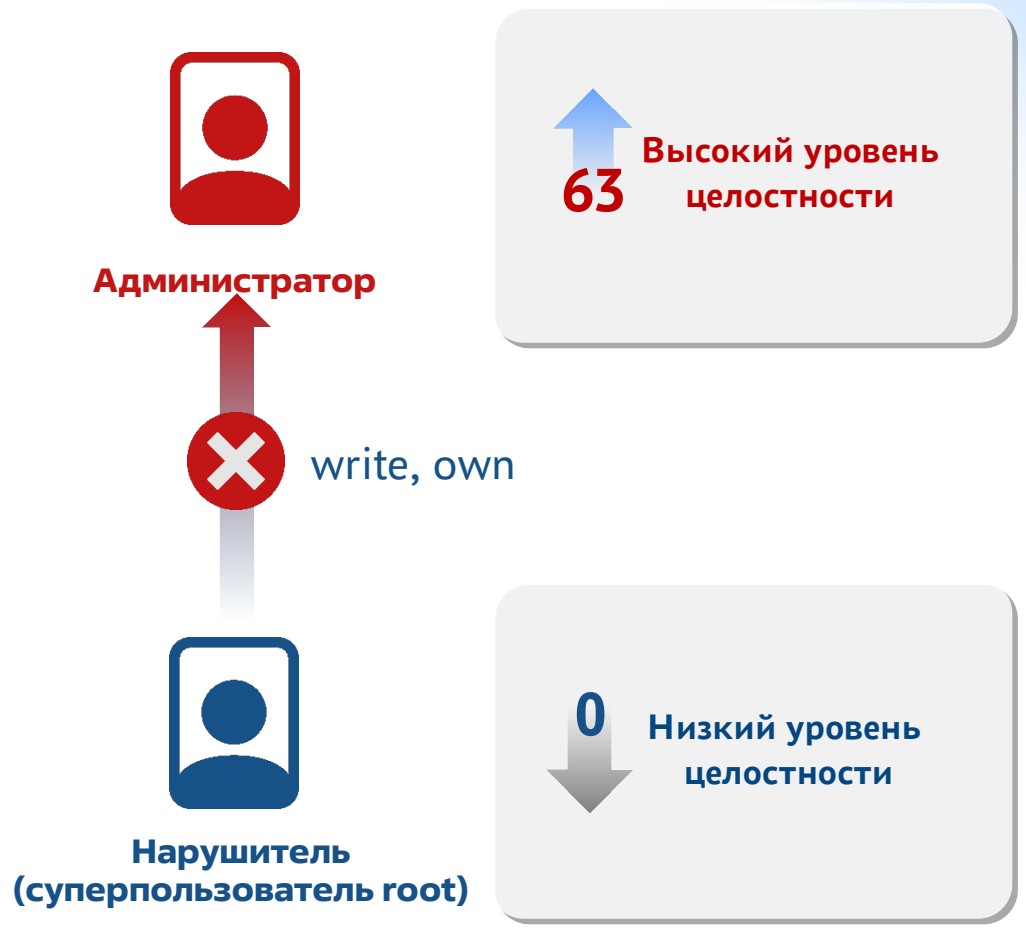 Администратор
63
Высокий уровень
целостности
write, own
Нарушитель
(суперпользователь root)
0
Низкий уровень
целостности